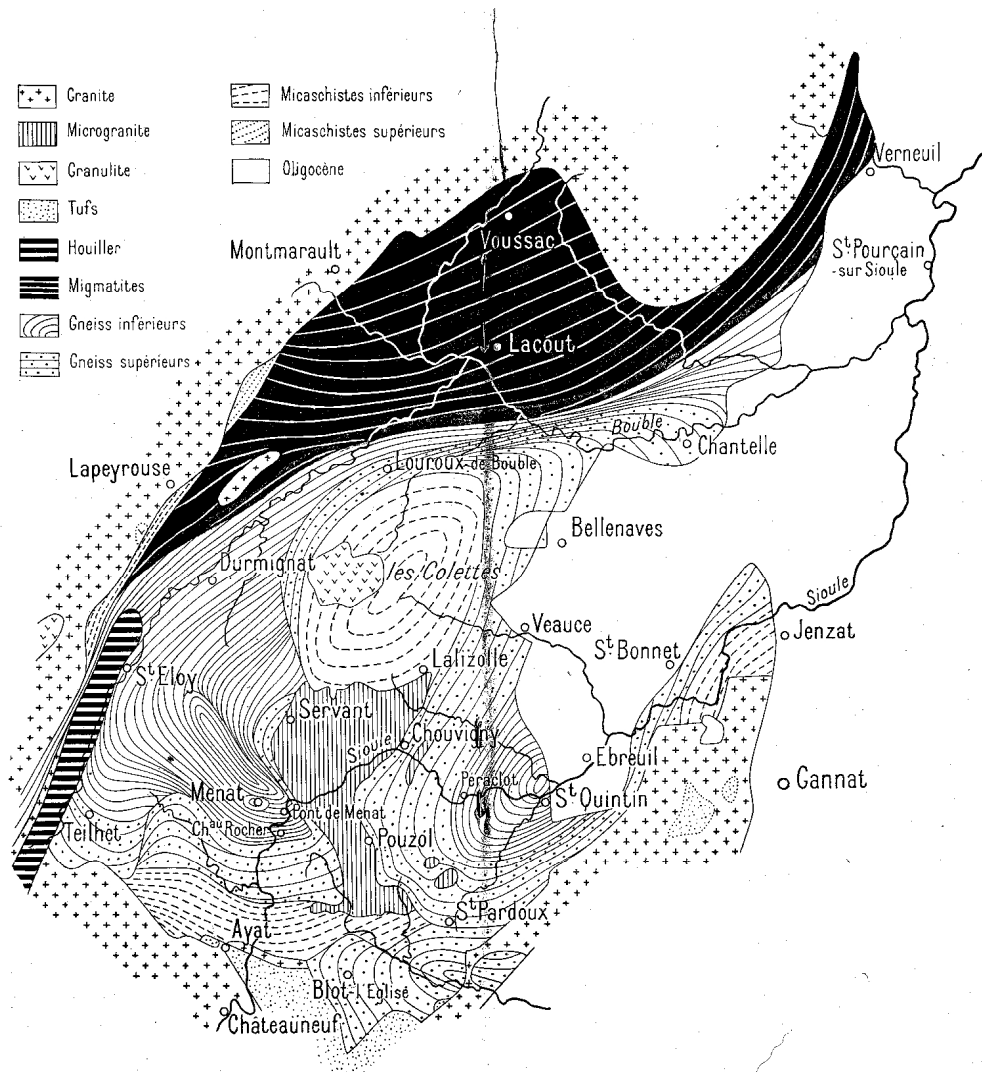 Granite
Microgranite
Granulite
Tufs
Houiller
Migmatites
Gneiss inférieurs
Gneiss supérieurs
Micaschistes inférieurs
Micaschistes supérieurs
Oligocène
Verneuil
Voussac
Montmarault
St Pourçain
-sur Sioule
Lacout
Bouble
Chantelle
Lapeyrouse
Louroux-de Bouble
Bellenaves
Durmignat
les Colettes
Sioule
Veauce
Jenzat
St Bonnet
St Eloy
Lalizolle
Servant
Chouvigny
Sioule
Ebreuil
Gannat
Péraclot
Menat
St Quintin
Pont de Menat
Teilhet
Chau Rocher
Pouzol
St Pardoux
Ayat
Blot-l'Eglise
Châteauneuf